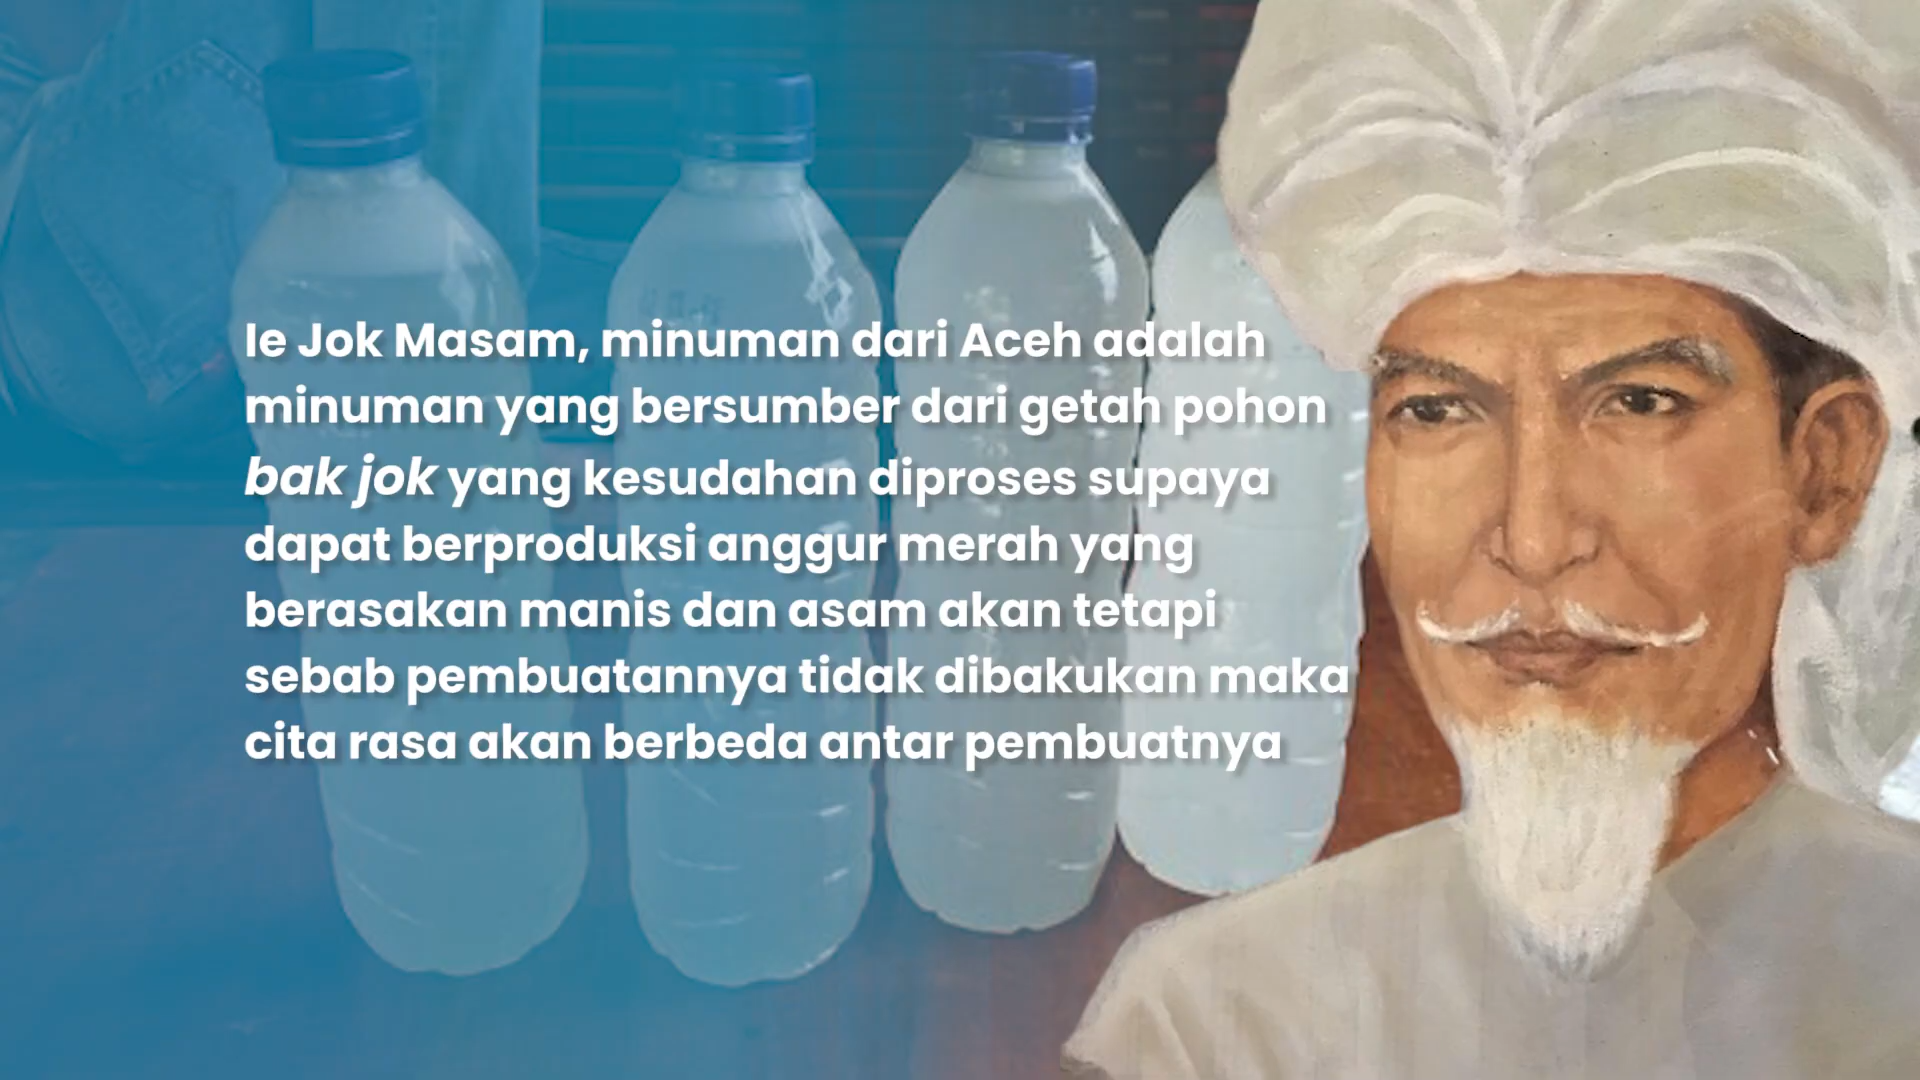 Ie Jok Masam, minuman dari Aceh adalah
minuman yang bersumber dari getah pohon
bak jok yang kesudahan diproses supaya
dapat berproduksi anggur merah yang
berasakan manis dan asam akan tetapi
sebab pembuatannya tidak dibakukan maka
cita rasa akan berbeda antar pembuatnya